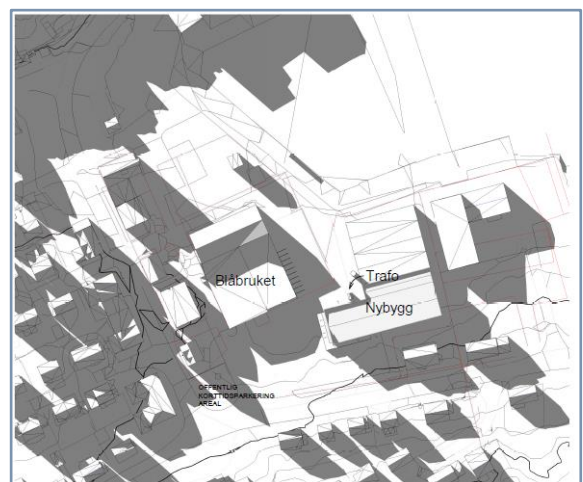 Trafo
Blåbruket
Nybygg
OFFENTLIG
KORTTIDSPARKERING
AREAL